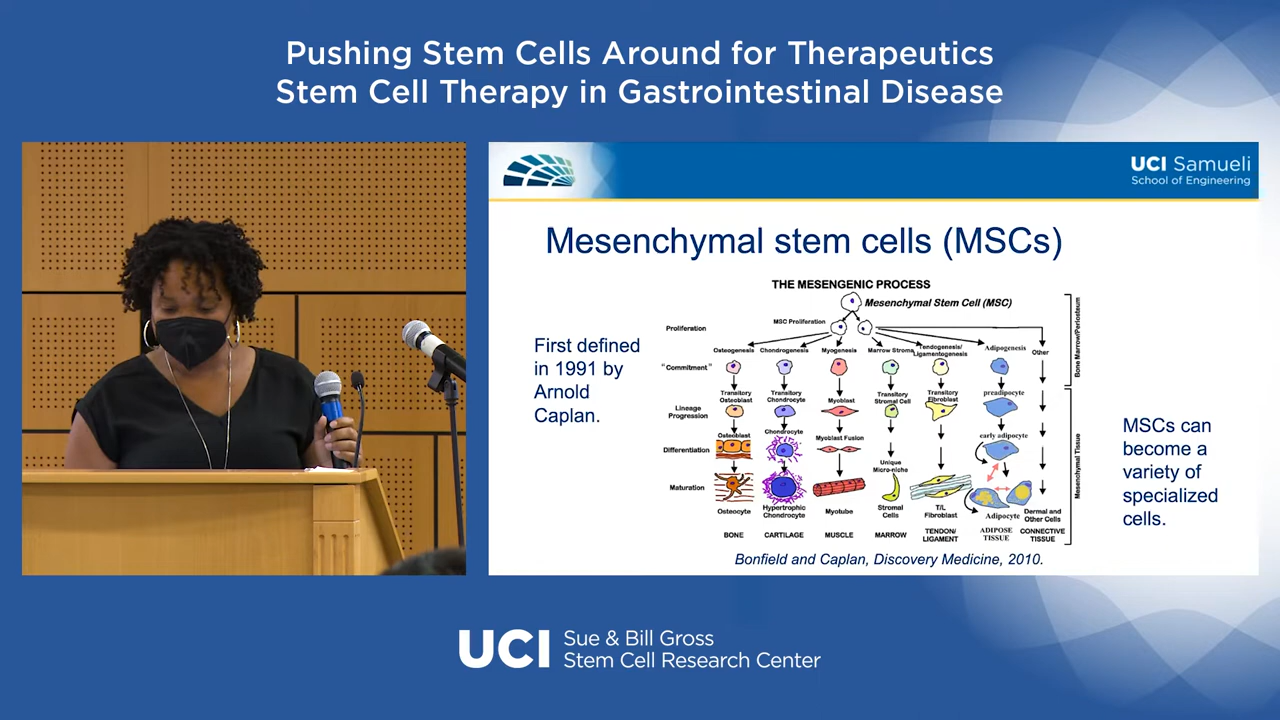 Pushing Stem Cells Around for Therapeutics
Stem Cell Therapy in Gastrointestinal Disease
UCI Samueli
School of Engineering
Mesenchymal stem cells (MSCs)
First defined
in 1991 by
Arnold
Caplan.
THE MESENGENIC PROCESS
Mesenchymal Stem Cell (MSC)
Proliferation
MSC Proliferation
Osteogenesis
Chondrogenesis
Myogenesis
Marrow Stroma
Tendogenesis/
Ligamentogenesis
Adipogenesis
Other
"Commitment"
Lineage
Progression
Transitory
Osteoblast
Transitory
Chondrocyte
Myoblast
Transitory
Stromal Cell
Transitory
Fibroblast
preadipocyte
Differentiation
Osteoblast
Chondrocyte
Myoblast Fusion
Unique
Micro-niche
early adipocyte
Maturation
Osteocyte
Hypertrophic
Chondrocyte
Myotube
Stromal
Cells
T/L
Fibroblast
Adipocyte
Dermal and
Other Cells
BONE
CARTILAGE
MUSCLE
MARROW
TENDON/
LIGAMENT
ADIPOSE
TISSUE
CONNECTIVE
TISSUE
Bone Marrow/Periosteum
Mesenchymal Tissue
Bonfield and Caplan, Discovery Medicine, 2010.
MSCs can
become a
variety of
specialized
cells.
UCI
Sue & Bill Gross
Stem Cell Research Center